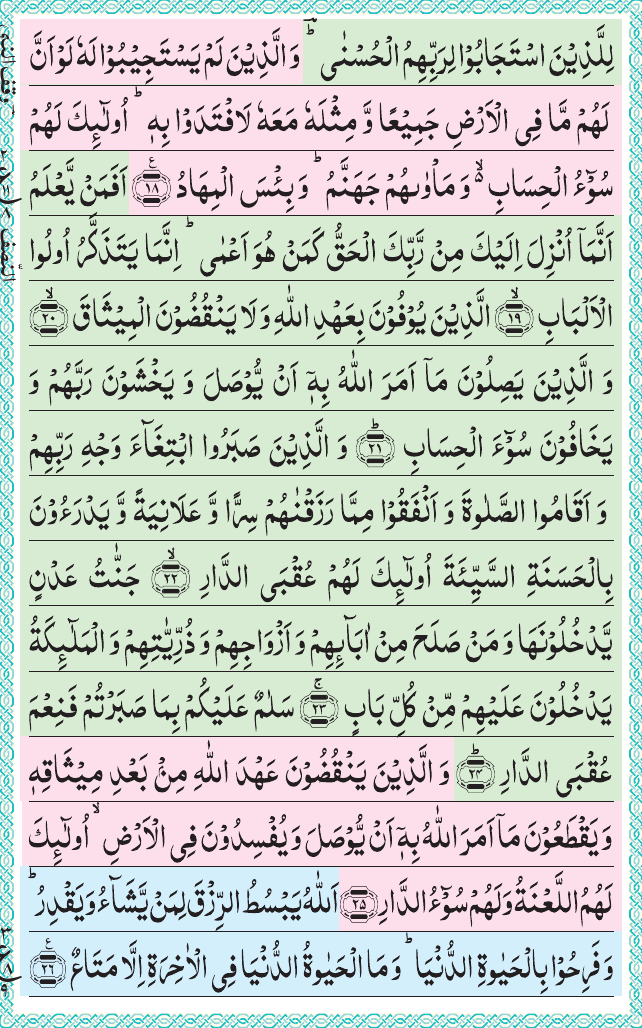 لِلَّذِیْنَ اسْتَجَابُوْا لِرَبِّهِمُ الْحُسْنٰی ؕ وَ الَّذِیْنَ لَمْ یَسْتَجِیْبُوْا لَهٗ لَوْ اَنَّ
لَهُمْ مَّا فِی الْاَرْضِ جَمِیْعًا وَّ مِثْلَهٗ مَعَهٗ لَافْتَدَوْا بِهٖ ؕ اُولٰٓىِٕكَ لَهُمْ
سُوْٓءُ الْحِسَابِ ۙ۬ وَ مَاْوٰىهُمْ جَهَنَّمُ ؕ وَ بِئْسَ الْمِهَادُ ﴿۱۸﴾ؑ اَفَمَنْ یَّعْلَمُ
اَنَّمَاۤ اُنْزِلَ اِلَیْكَ مِنْ رَّبِّكَ الْحَقُّ كَمَنْ هُوَ اَعْمٰی ؕ اِنَّمَا یَتَذَكَّرُ اُولُوا
الْاَلْبَابِ ﴿ۙ۱۹﴾ الَّذِیْنَ یُوْفُوْنَ بِعَهْدِ اللّٰهِ وَ لَا یَنْقُضُوْنَ الْمِیْثَاقَ ﴿ۙ۲۰﴾
وَ الَّذِیْنَ یَصِلُوْنَ مَاۤ اَمَرَ اللّٰهُ بِهٖۤ اَنْ یُّوْصَلَ وَ یَخْشَوْنَ رَبَّهُمْ وَ
یَخَافُوْنَ سُوْٓءَ الْحِسَابِ ﴿ؕ۲۱﴾ وَ الَّذِیْنَ صَبَرُوا ابْتِغَآءَ وَجْهِ رَبِّهِمْ
وَ اَقَامُوا الصَّلٰوةَ وَ اَنْفَقُوْا مِمَّا رَزَقْنٰهُمْ سِرًّا وَّ عَلَانِیَةً وَّ یَدْرَءُوْنَ
بِالْحَسَنَةِ السَّیِّئَةَ اُولٰٓىِٕكَ لَهُمْ عُقْبَی الدَّارِ ﴿ۙ۲۲﴾ جَنّٰتُ عَدْنٍ
یَّدْخُلُوْنَهَا وَ مَنْ صَلَحَ مِنْ اٰبَآىِٕهِمْ وَ اَزْوَاجِهِمْ وَ ذُرِّیّٰتِهِمْ وَ الْمَلٰٓىِٕكَةُ
یَدْخُلُوْنَ عَلَیْهِمْ مِّنْ كُلِّ بَابٍ ﴿ۚ۲۳﴾ سَلٰمٌ عَلَیْكُمْ بِمَا صَبَرْتُمْ فَنِعْمَ
عُقْبَی الدَّارِ ﴿ؕ۲۴﴾ وَ الَّذِیْنَ یَنْقُضُوْنَ عَهْدَ اللّٰهِ مِنْۢ بَعْدِ مِیْثَاقِهٖ
وَ یَقْطَعُوْنَ مَاۤ اَمَرَ اللّٰهُ بِهٖۤ اَنْ یُّوْصَلَ وَ یُفْسِدُوْنَ فِی الْاَرْضِ ۙ اُولٰٓىِٕكَ
لَهُمُ اللَّعْنَةُ وَ لَهُمْ سُوْٓءُ الدَّارِ ﴿۲۵﴾ اَللّٰهُ یَبْسُطُ الرِّزْقَ لِمَنْ یَّشَآءُ وَ یَقْدِرُ ؕ
وَ فَرِحُوْا بِالْحَیٰوةِ الدُّنْیَا ؕ وَ مَا الْحَیٰوةُ الدُّنْیَا فِی الْاٰخِرَةِ اِلَّا مَتَاعٌ ﴿۲۶﴾ؑ